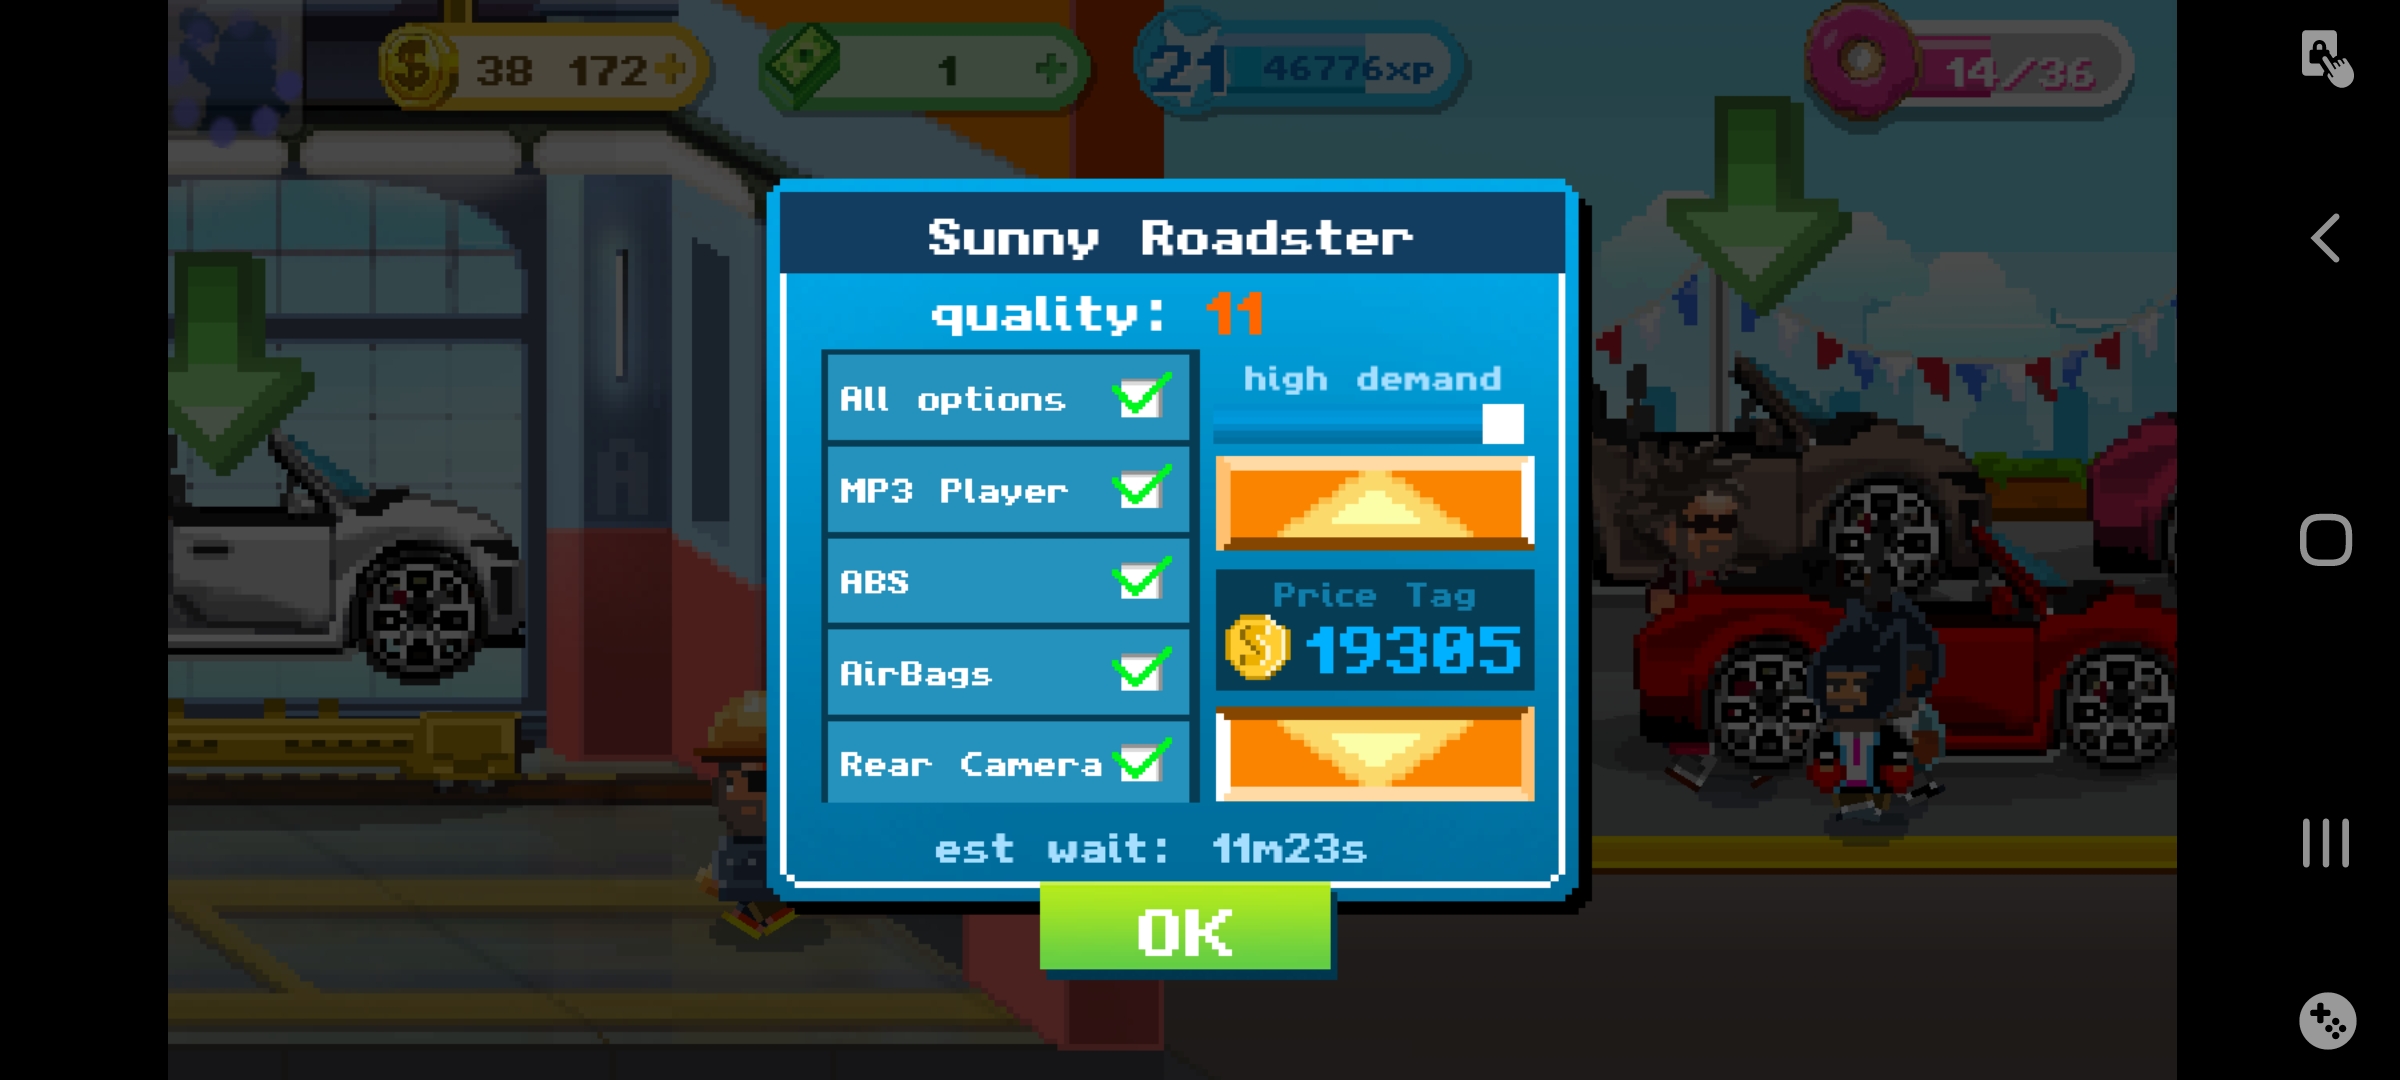 38 172
1
21 46776xp
14/36
Sunny Roadster
quality: 11
All options
MP3 Player
ABS
AirBags
Rear Camera
high demand
Price Tag
19305
est wait: 11m23s
OK